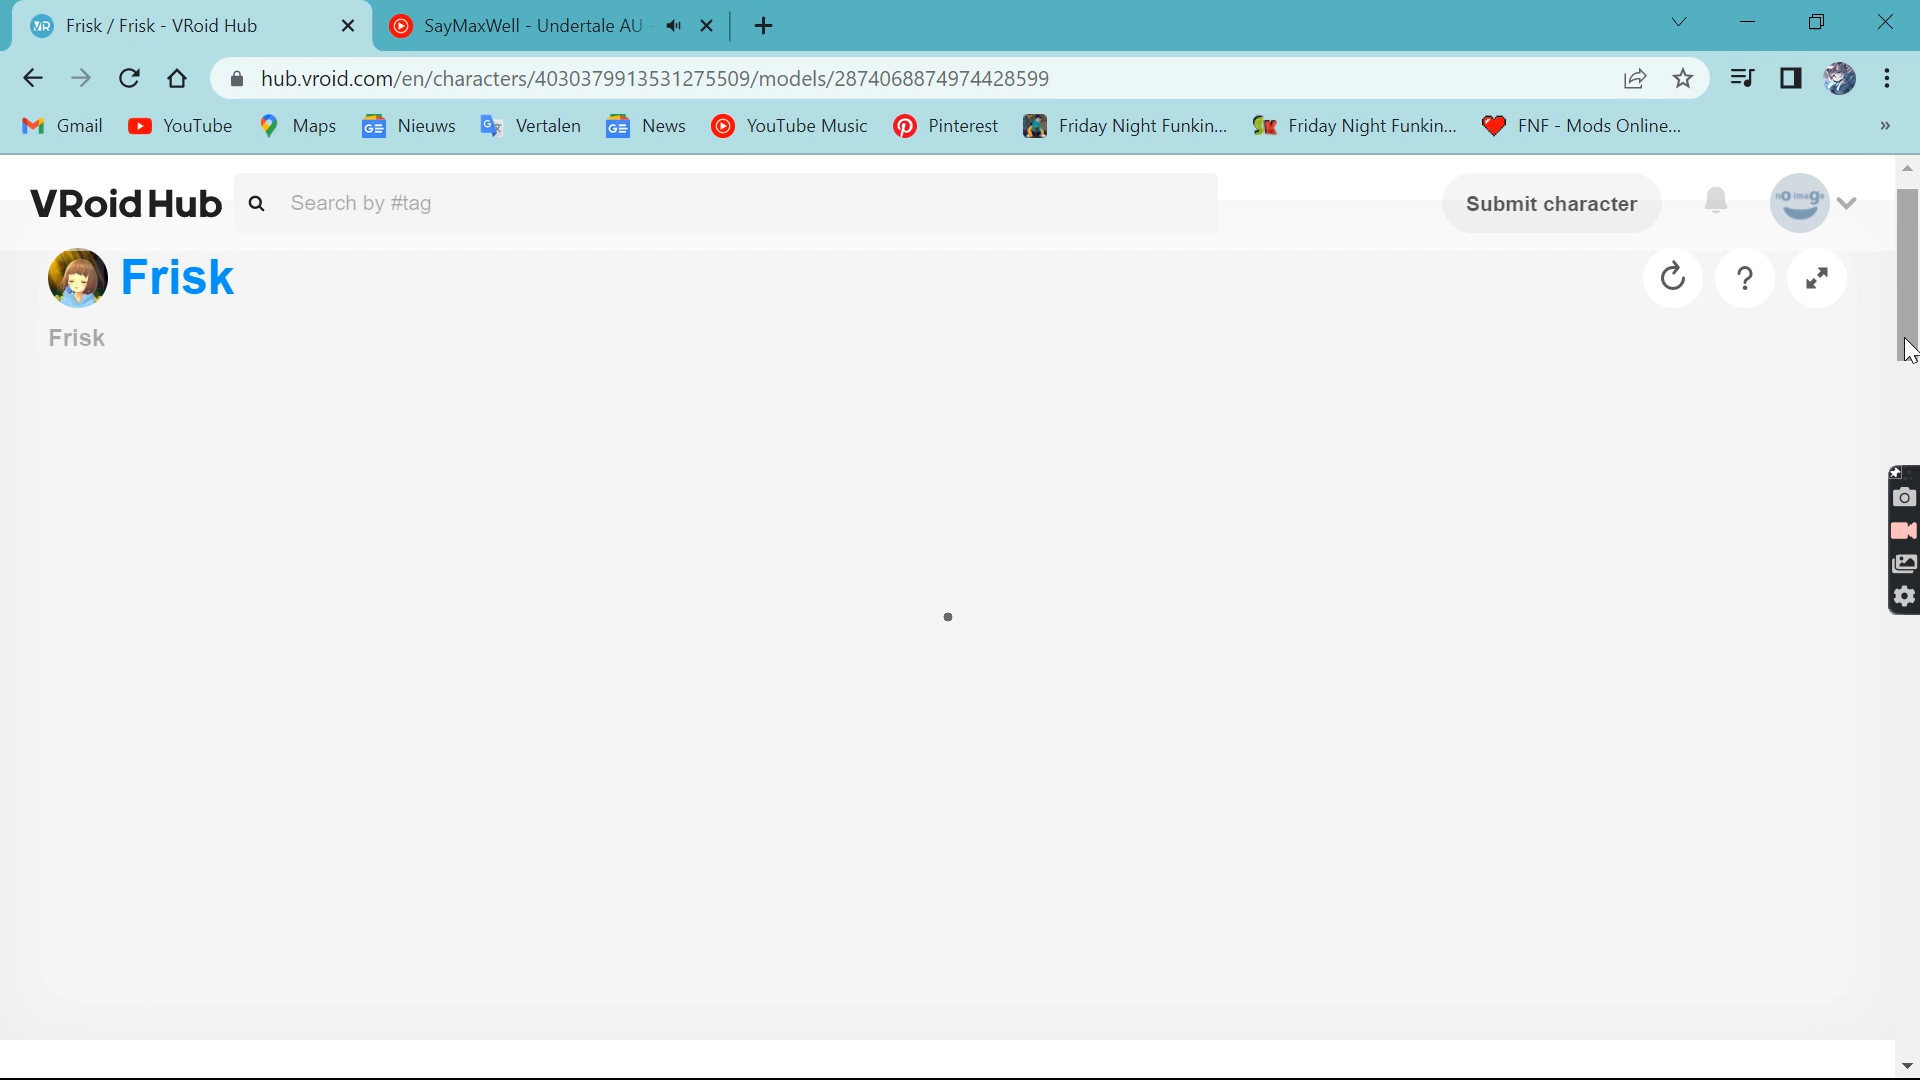 Frisk / Frisk - VRoid Hub
SayMaxWell - Undertale AU
hub.vroid.com/en/characters/4030379913531275509/models/2874068874974428599
Gmail YouTube Maps Nieuws Vertalen News YouTube Music Pinterest Friday Night Funkin... Friday Night Funkin... FNF - Mods Online...
VRoid Hub Search by #tag Submit character no image
Frisk
Frisk